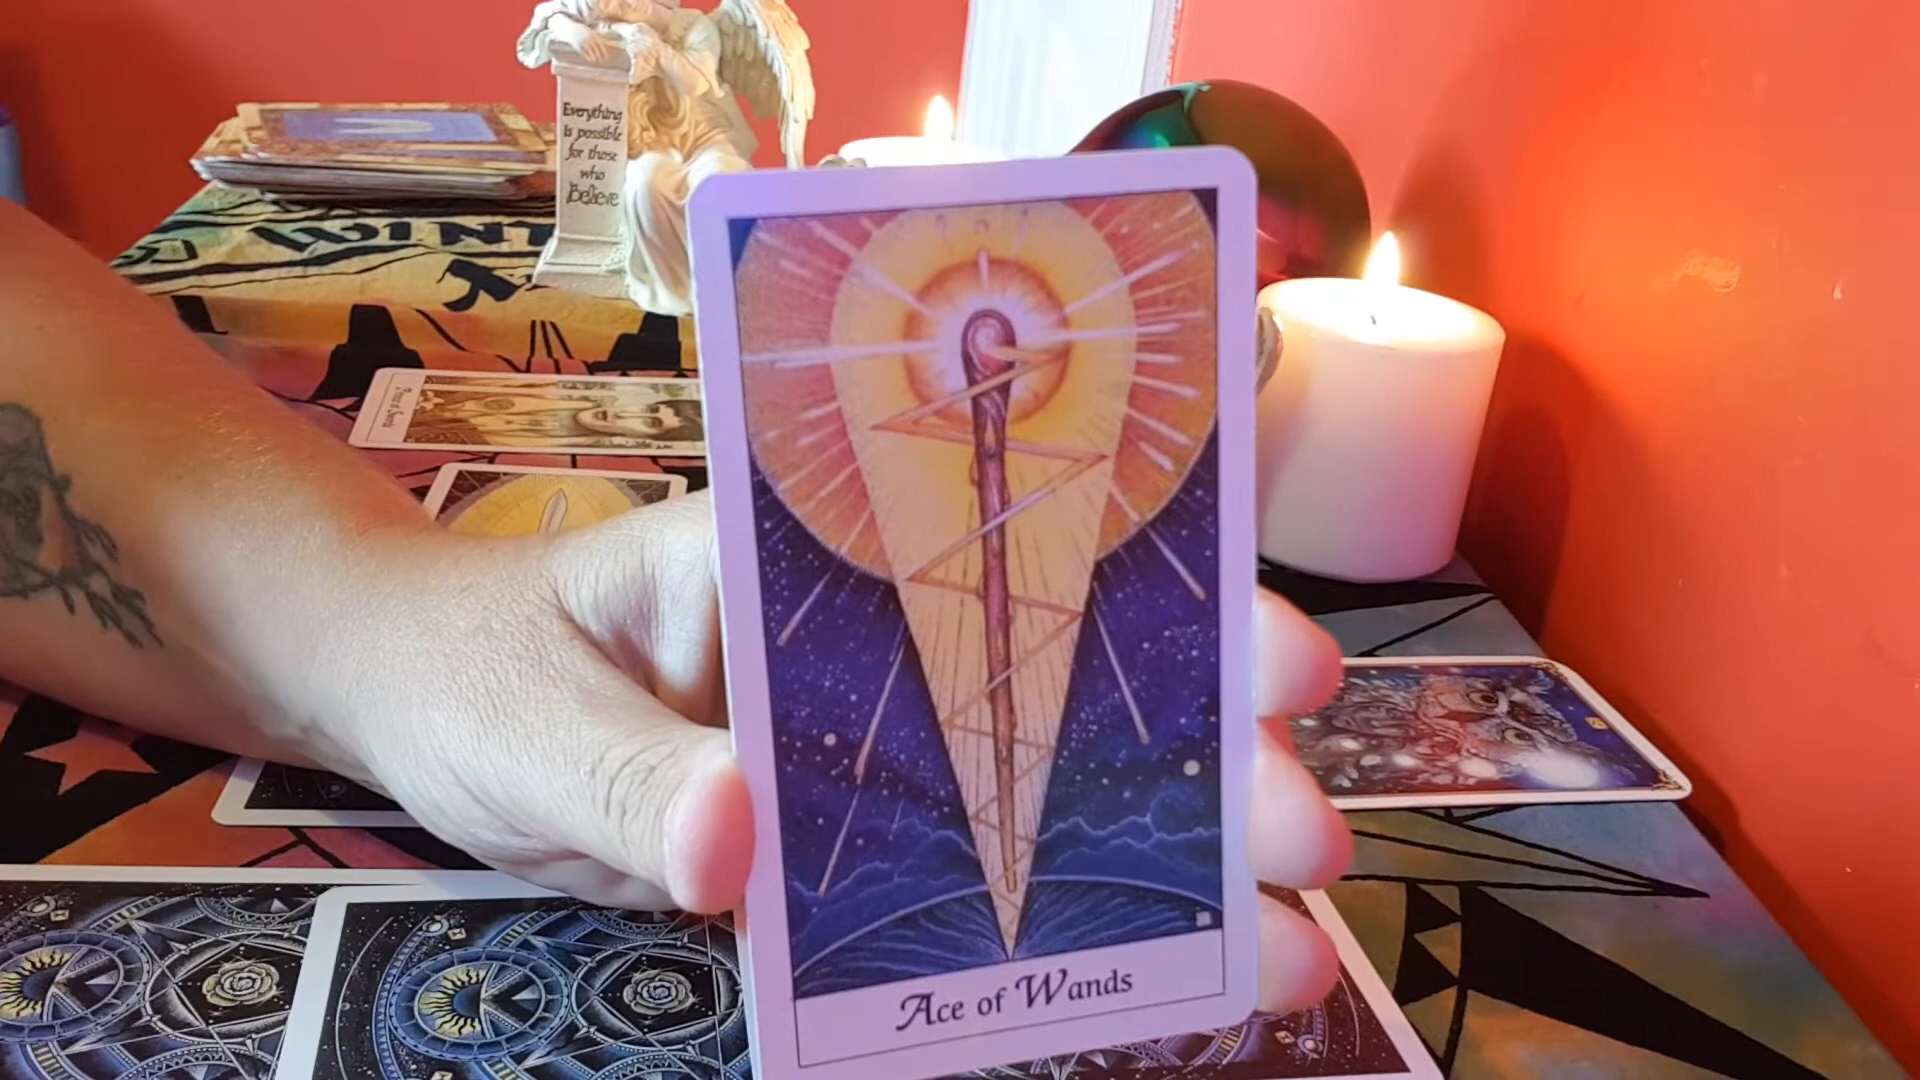 Everything
is possible
for those
who
Believe
Ace of Wands